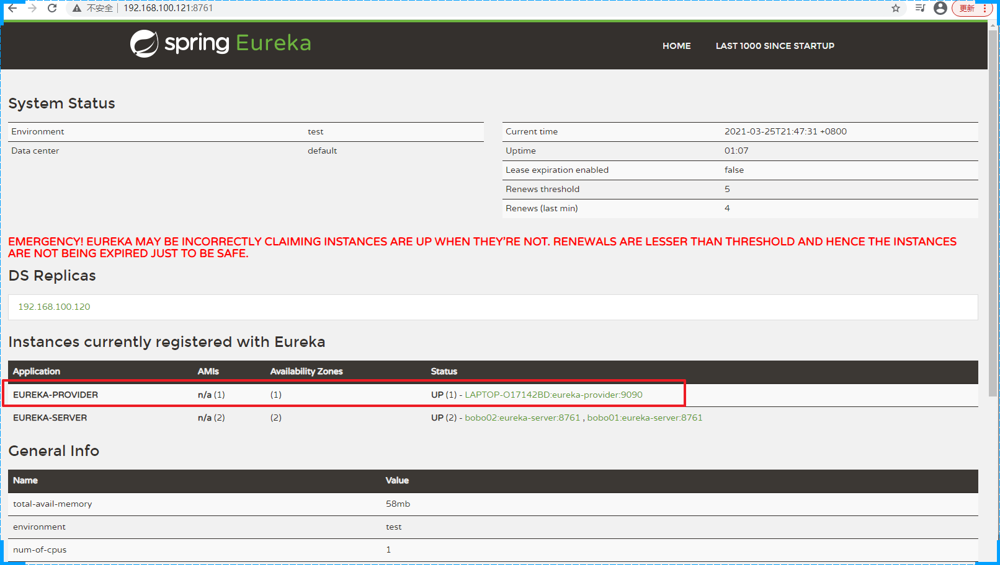 不安全 192.168.100.121:8761 更新
spring Eureka HOME LAST 1000 SINCE STARTUP
System Status
Environment test Current time 2021-03-25T21:47:31 +0800
Data center default Uptime 01:07
Lease expiration enabled false
Renews threshold 5
Renews (last min) 4
EMERGENCY! EUREKA MAY BE INCORRECTLY CLAIMING INSTANCES ARE UP WHEN THEY'RE NOT. RENEWALS ARE LESSER THAN THRESHOLD AND HENCE THE INSTANCES
ARE NOT BEING EXPIRED JUST TO BE SAFE.
DS Replicas
192.168.100.120
Instances currently registered with Eureka
Application AMIs Availability Zones Status
EUREKA-PROVIDER n/a (1) (1) UP (1) - LAPTOP-O17142BD:eureka-provider:9090
EUREKA-SERVER n/a (2) (2) UP (2) - bobo02:eureka-server:8761 , bobo01:eureka-server:8761
General Info
Name Value
total-avail-memory 58mb
environment test
num-of-cpus 1